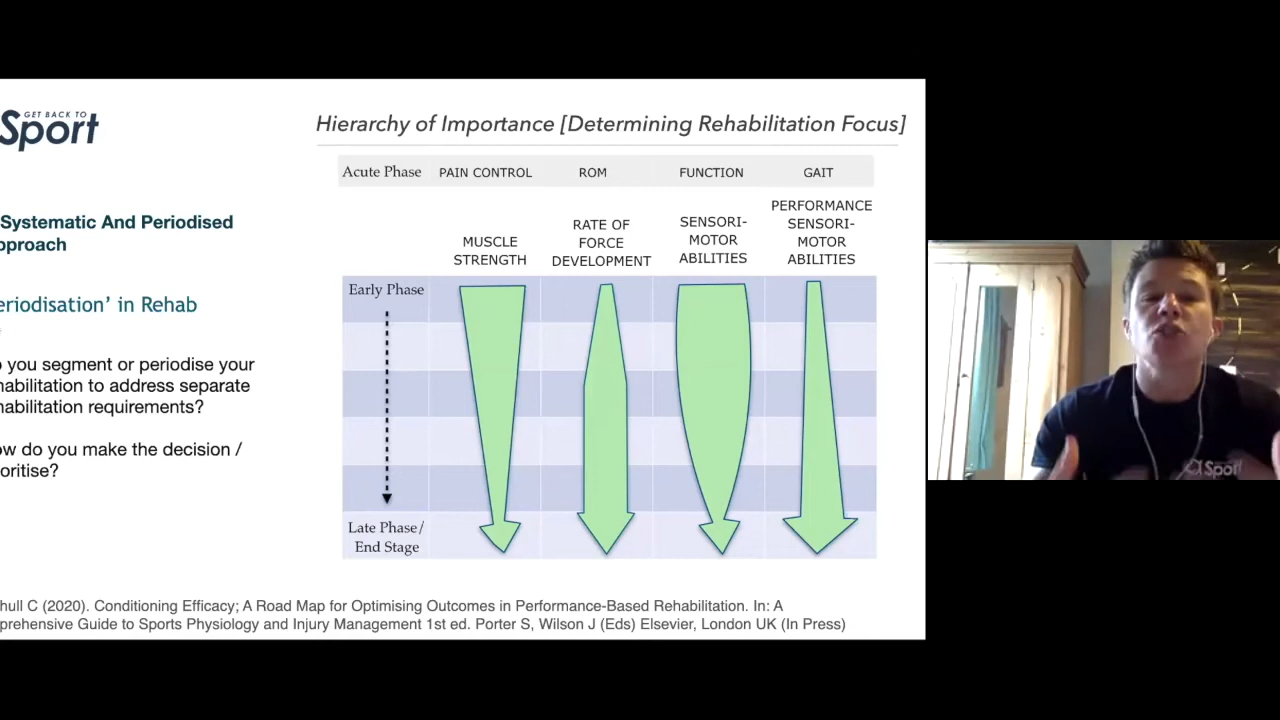 GET BACK TO
Sport
Hierarchy of Importance [Determining Rehabilitation Focus]
Acute Phase PAIN CONTROL ROM FUNCTION GAIT
MUSCLE
STRENGTH
RATE OF
FORCE
DEVELOPMENT
SENSORI-
MOTOR
ABILITIES
PERFORMANCE
SENSORI-
MOTOR
ABILITIES
Early Phase
Late Phase/
End Stage
Systematic And Periodised
pproach
eriodisation’ in Rehab
you segment or periodise your
habilitation to address separate
habilitation requirements?
ow do you make the decision /
oritise?
hull C (2020). Conditioning Efficacy; A Road Map for Optimising Outcomes in Performance-Based Rehabilitation. In: A
prehensive Guide to Sports Physiology and Injury Management 1st ed. Porter S, Wilson J (Eds) Elsevier, London UK (In Press)
Sport